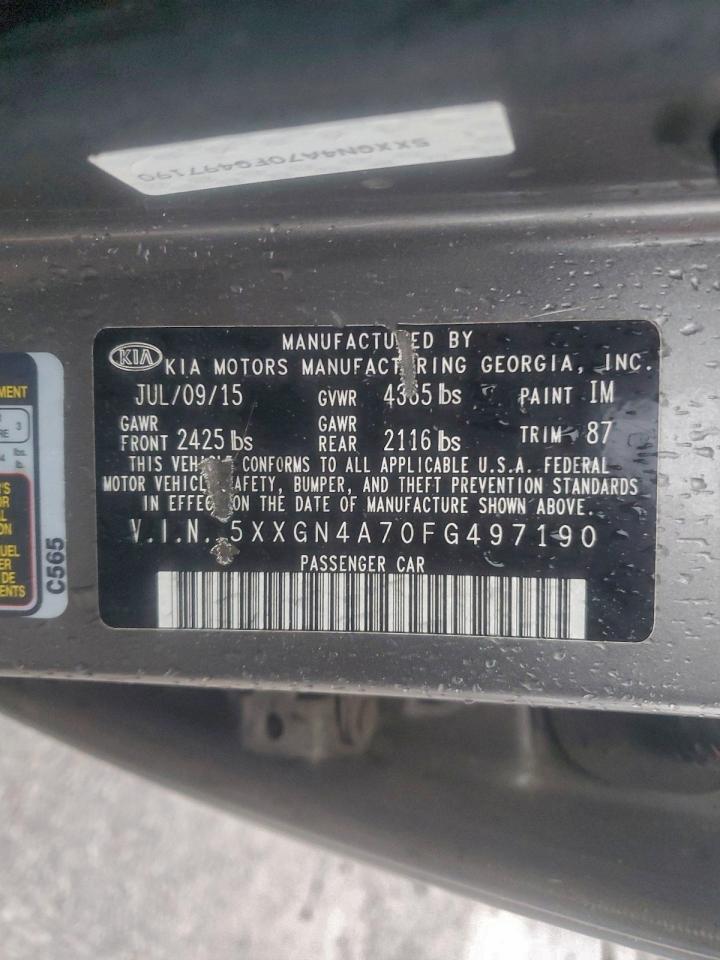 5XXGN4A70FG497190
MANUFACTURED BY
KIA KIA MOTORS MANUFACTURING GEORGIA, INC.
JUL/09/15 GVWR 4365 lbs PAINT IM
GAWR FRONT 2425 lbs GAWR REAR 2116 lbs TRIM 87
THIS VEHICLE CONFORMS TO ALL APPLICABLE U.S.A. FEDERAL
MOTOR VEHICLE SAFETY, BUMPER, AND THEFT PREVENTION STANDARDS
IN EFFECT ON THE DATE OF MANUFACTURE SHOWN ABOVE.
V.I.N. 5XXGN4A70FG497190
PASSENGER CAR
C565